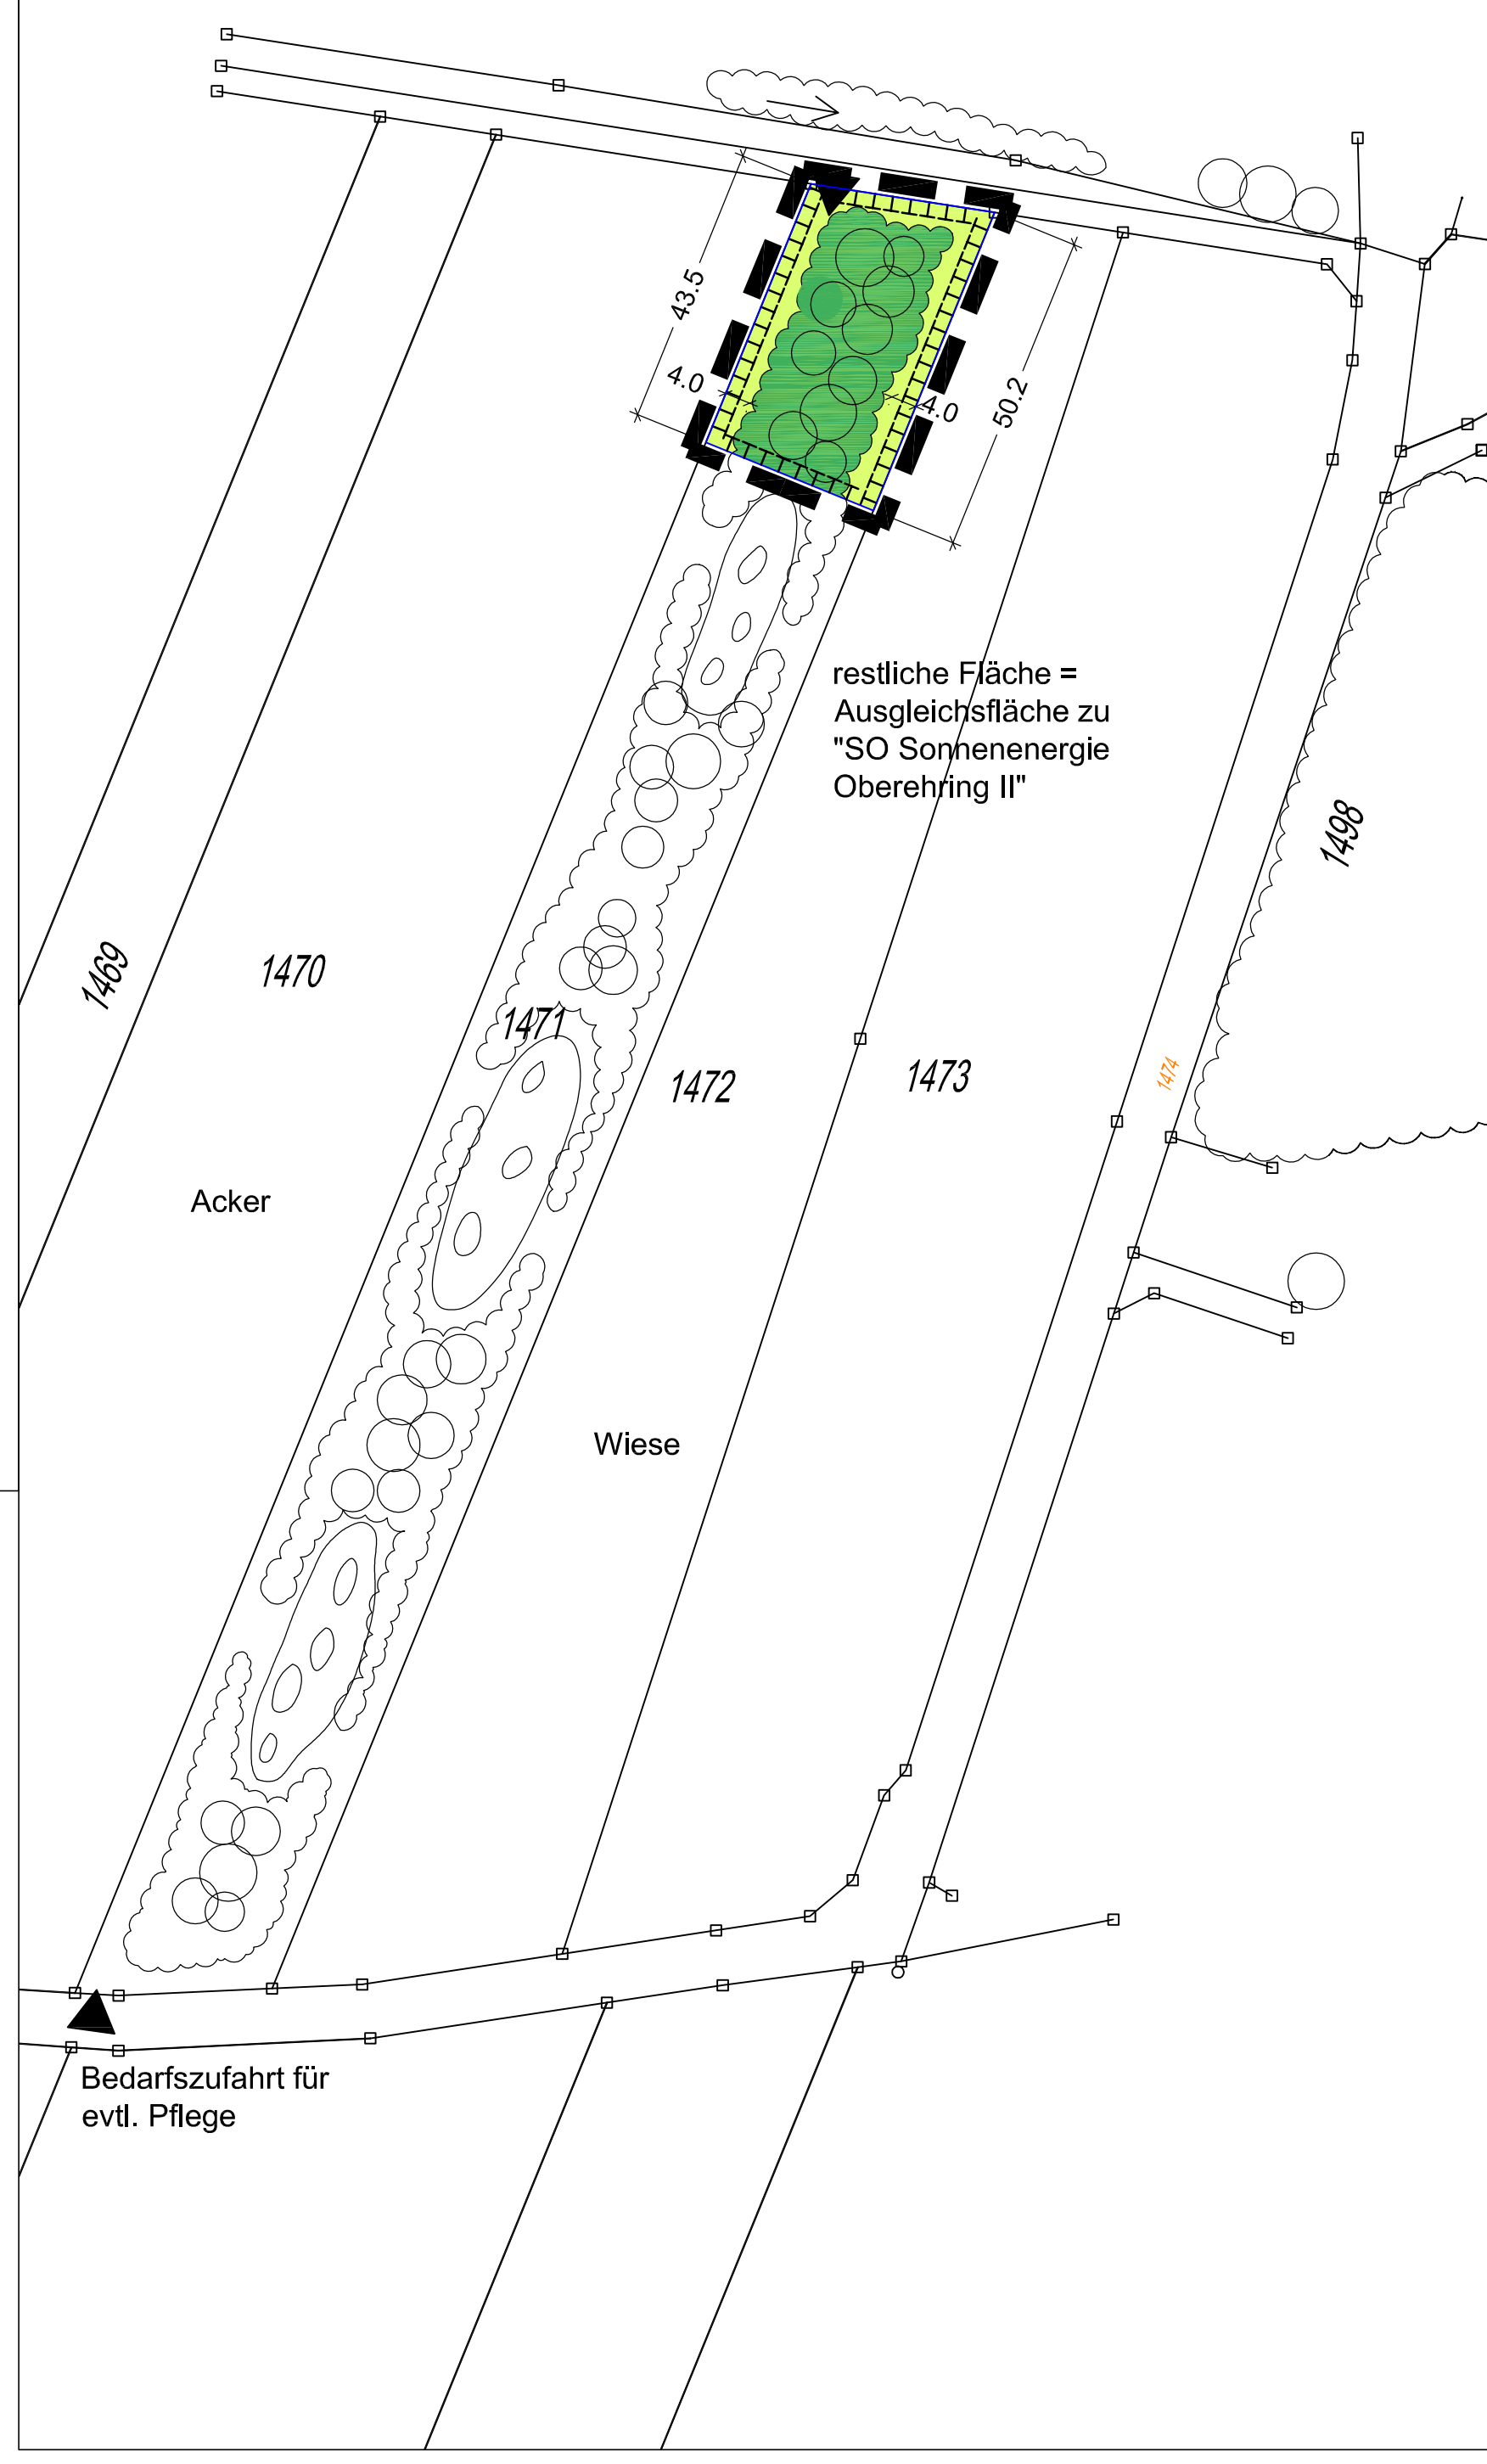 43.5
4.0
4.0
50.2
restliche Fläche =
Ausgleichsfläche zu
"SO Sonnenenergie
Oberehring II"
1498
1469
1470
1471
1472
1473
1474
Acker
Wiese
Bedarfszufahrt für
evtl. Pflege